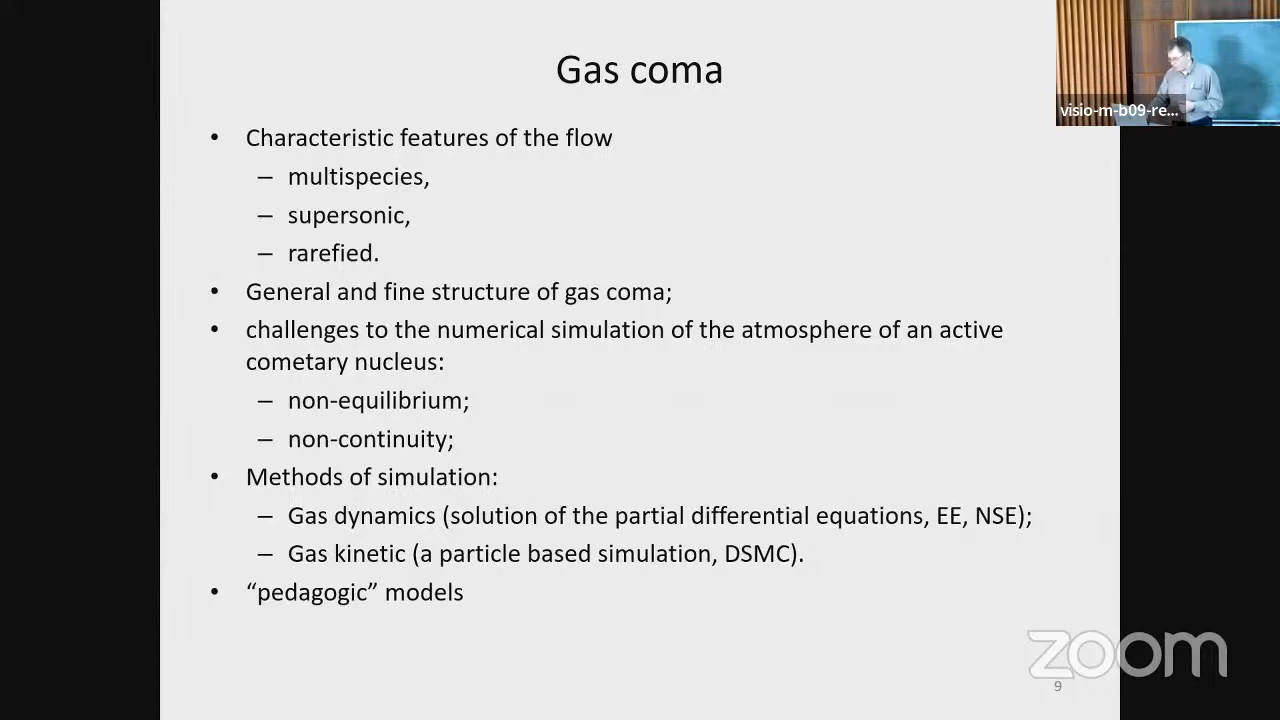 Gas coma
visio-m-b09-re...
• Characteristic features of the flow
– multispecies,
– supersonic,
– rarefied.
• General and fine structure of gas coma;
• challenges to the numerical simulation of the atmosphere of an active
cometary nucleus:
– non-equilibrium;
– non-continuity;
• Methods of simulation:
– Gas dynamics (solution of the partial differential equations, EE, NSE);
– Gas kinetic (a particle based simulation, DSMC).
• “pedagogic” models
zoom
9